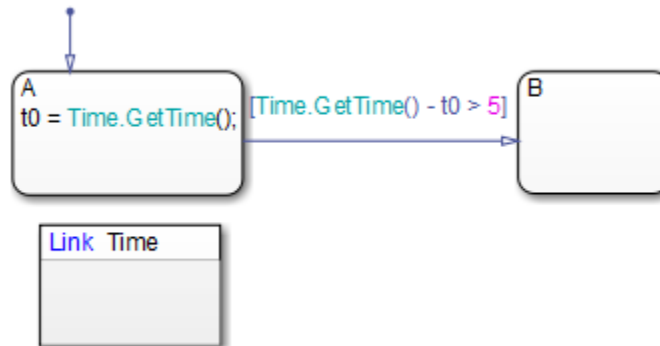 A
t0 = Time.GetTime();
[Time.GetTime() - t0 > 5]
B
Link Time